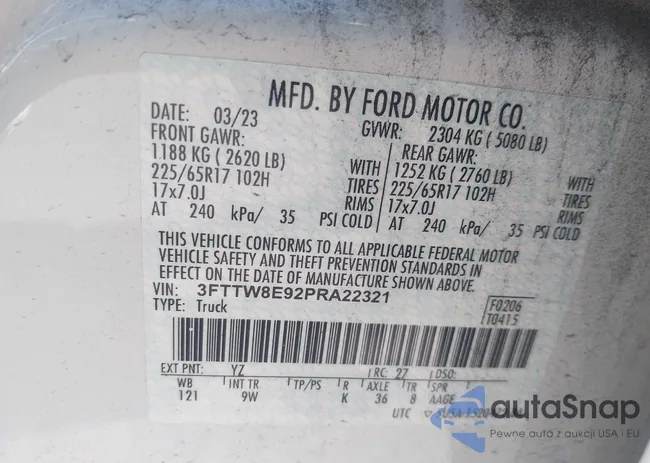 MFD. BY FORD MOTOR CO.
DATE: 03/23 GVWR: 2304 KG ( 5080 LB)
FRONT GAWR: REAR GAWR:
1188 KG ( 2620 LB) WITH 1252 KG ( 2760 LB) WITH
225/65R17 102H TIRES 225/65R17 102H TIRES
17x7.0J RIMS 17x7.0J RIMS
AT 240 kPa/ 35 PSI COLD AT 240 kPa/ 35 PSI COLD
THIS VEHICLE CONFORMS TO ALL APPLICABLE FEDERAL MOTOR
VEHICLE SAFETY AND THEFT PREVENTION STANDARDS IN
EFFECT ON THE DATE OF MANUFACTURE SHOWN ABOVE.
VIN: 3FTTW8E92PRA22321
TYPE: Truck
F0206
T0415
EXT PNT: YZ RC: 27 DSO:
WB INT TR TP/PS R AXLE TR SPR
121 9W K 36 8 AAGE
UTC
autaSnap
Pewne auta z aukcji USA i EU